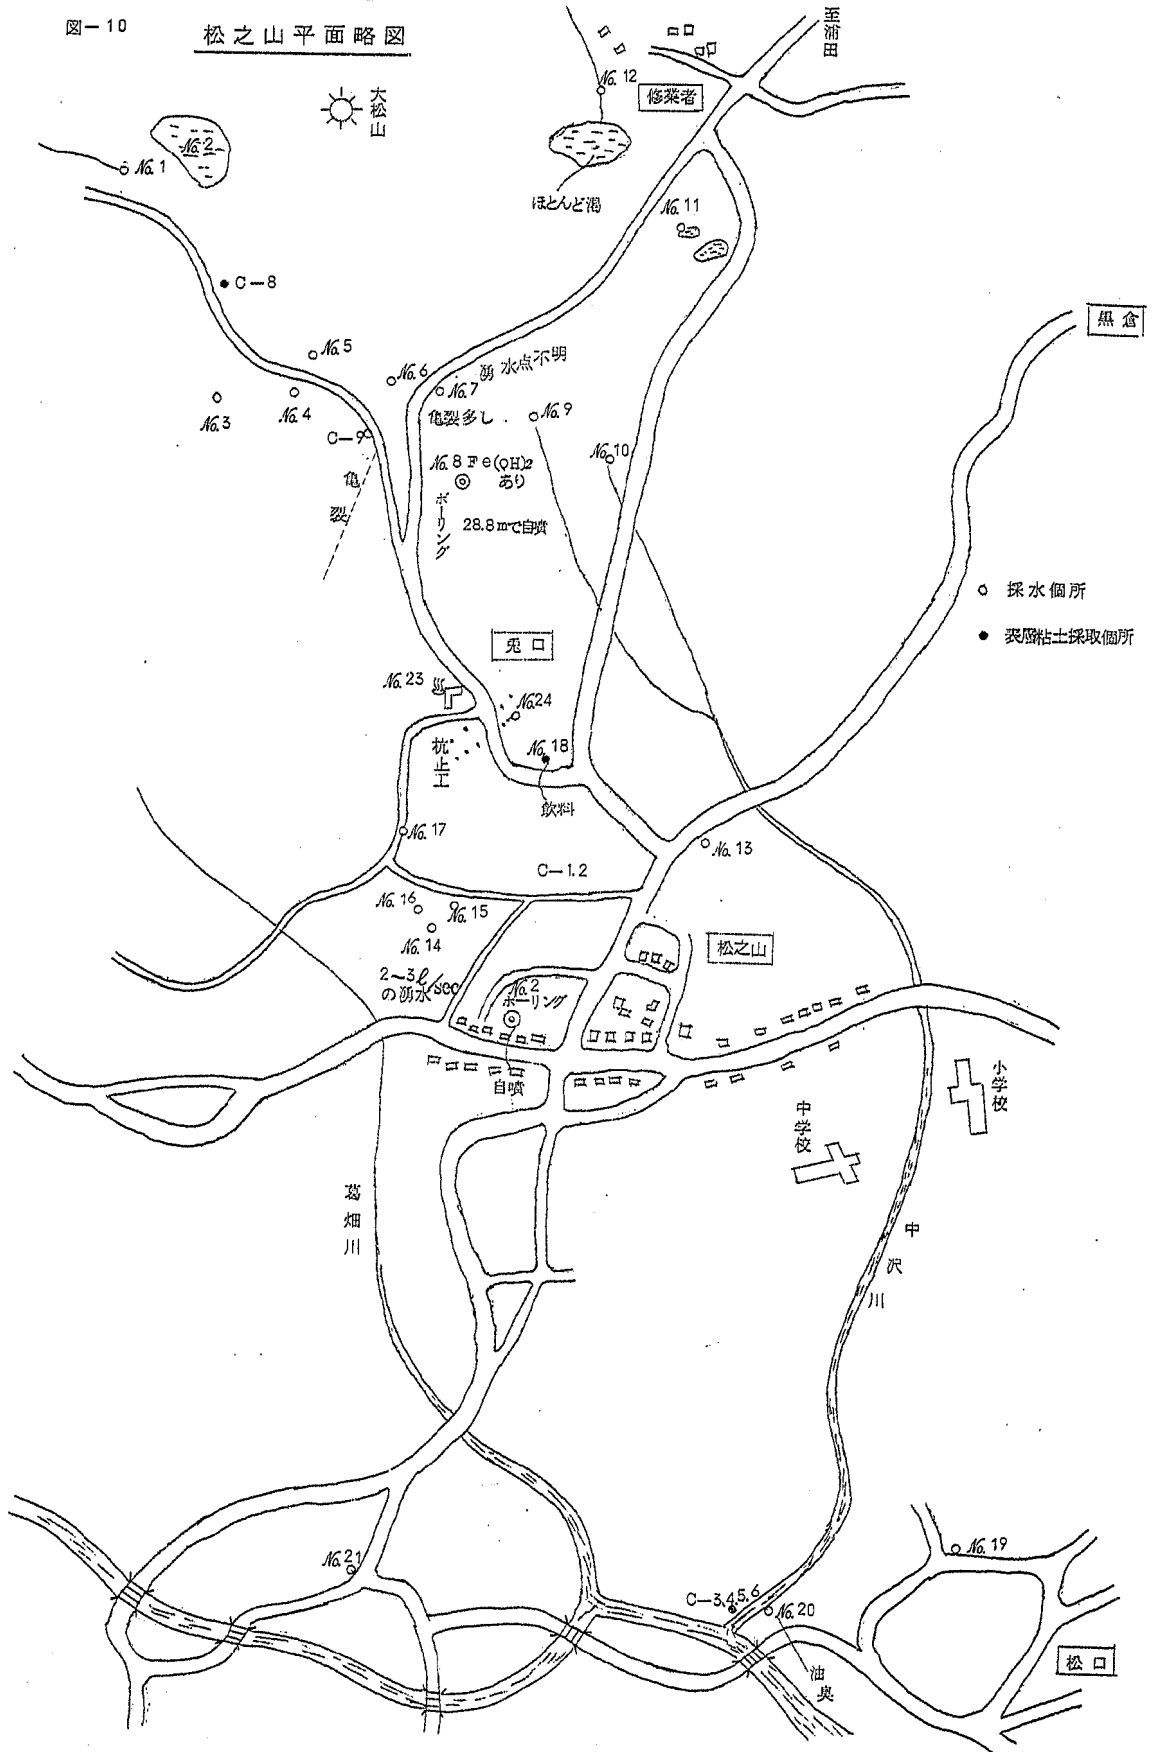 図-10
松之山平面略図
至浦田
大松山
No.12
修業者
No.2
No.1
ほとんど渇
No.11
C-8
黒倉
No.5
No.6
湧水点不明
No.7
No.3
No.4
亀裂多し
No.9
C-9
No.10
No.8 Fe(OH)2
あり
亀裂
ボーリング
28.8mで自噴
採水個所
表層粘土採取個所
兎口
No.23
No.24
杭止工
No.18
飲料
No.17
No.13
C-1.2
No.16
No.15
No.14
松之山
2~3ℓ/sec
の湧水
No.2
ボーリング
自噴
小学校
中学校
葛畑川
中沢川
No.21
No.19
C-3,4,5,6
No.20
油臭
松口